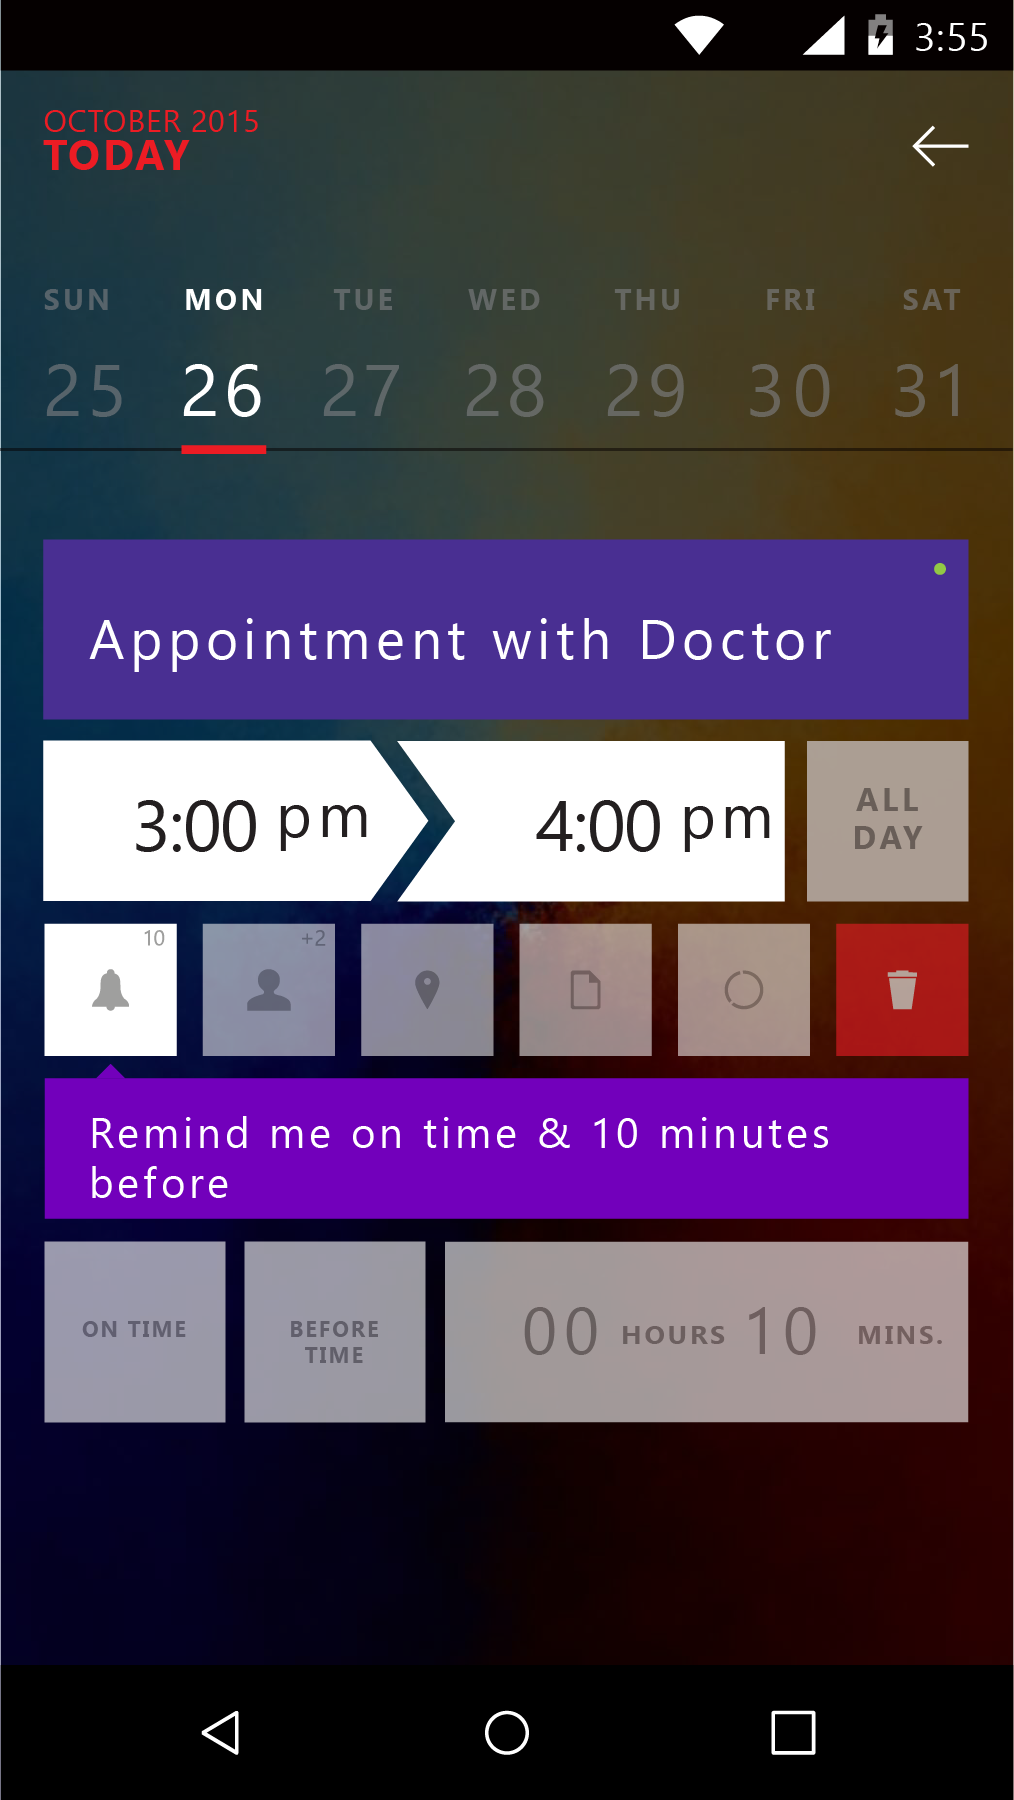 3:55
OCTOBER 2015
TODAY
SUN MON TUE WED THU FRI SAT
25 26 27 28 29 30 31
Appointment with Doctor
3:00 pm 4:00 pm
ALL
DAY
10 +2
Remind me on time & 10 minutes
before
ON TIME
BEFORE
TIME
00 HOURS 10 MINS.